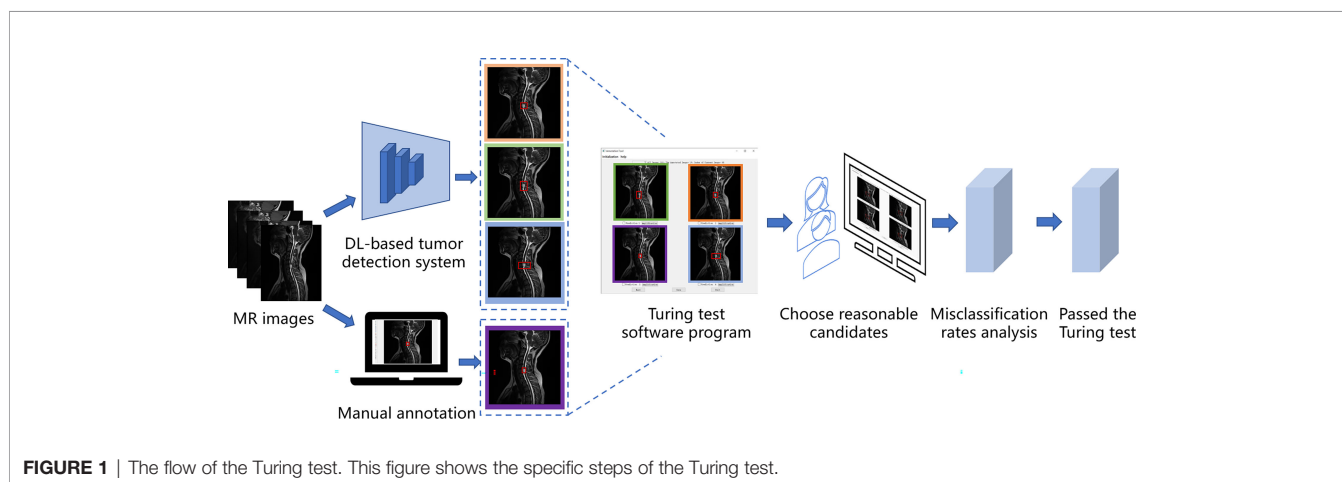 MR images
DL-based tumor
detection system
Manual annotation
Turing test
software program
Choose reasonable
candidates
Misclassification
rates analysis
Passed the
Turing test
FIGURE 1 | The flow of the Turing test. This figure shows the specific steps of the Turing test.